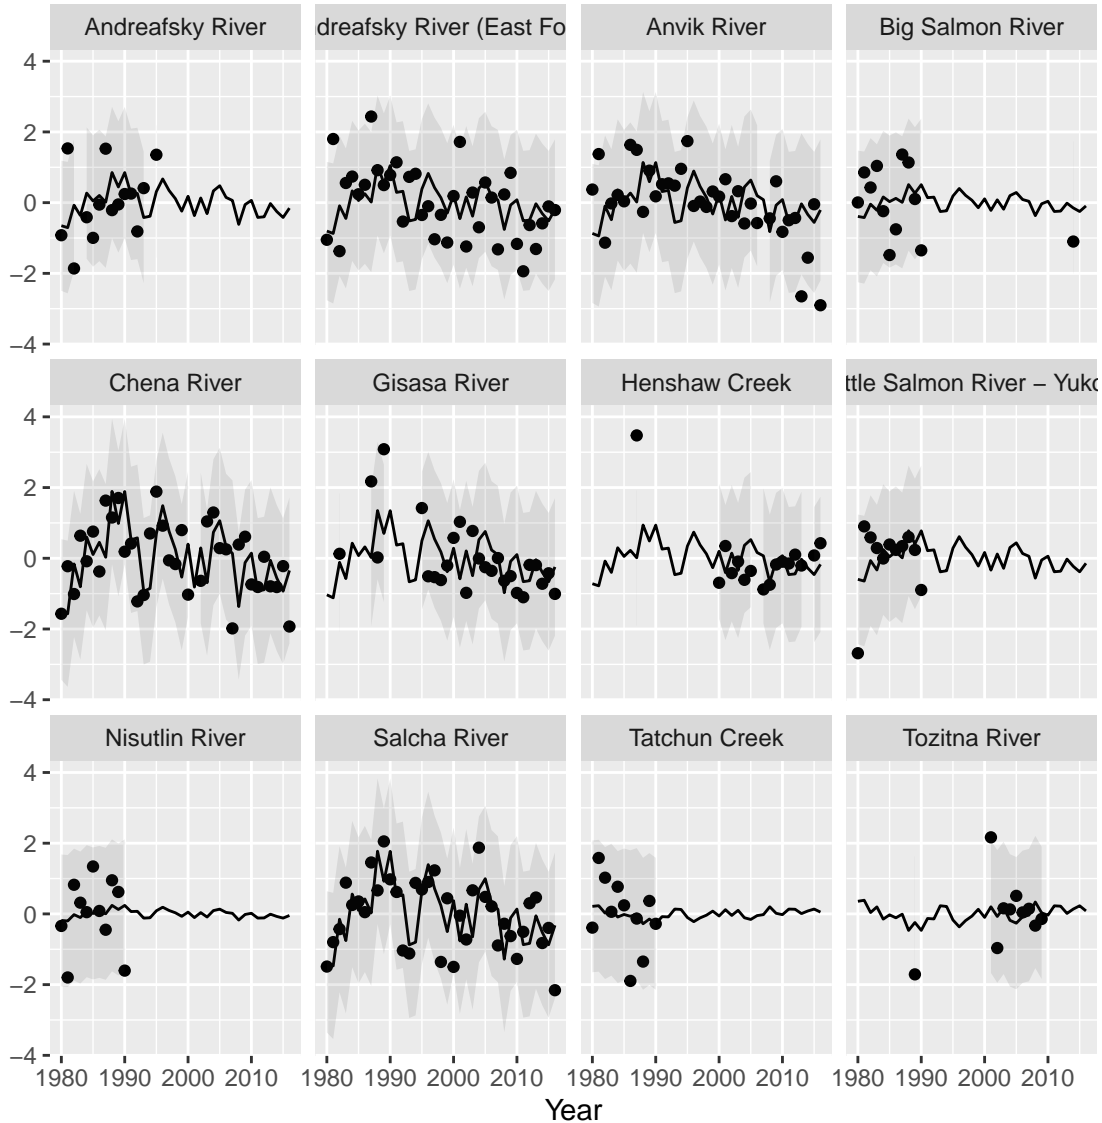 Andreafsky River
dreafsky River (East Fo
Anvik River
Big Salmon River
4
2
0
−2
−4
Chena River
Gisasa River
Henshaw Creek
ttle Salmon River − Yuko
4
2
0
−2
−4
Nisutlin River
Salcha River
Tatchun Creek
Tozitna River
4
2
0
−2
−4
1980 1990 2000 2010 1980 1990 2000 2010 1980 1990 2000 2010 1980 1990 2000 2010
Year